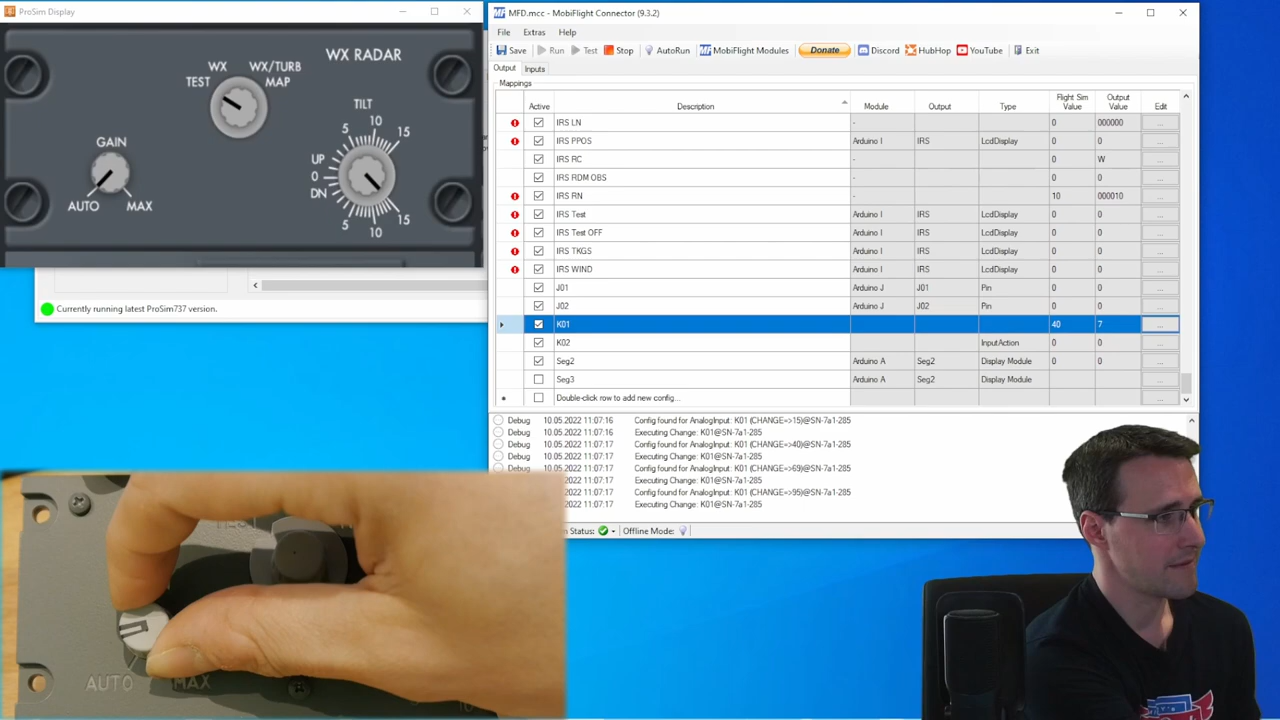 ProSim Display
WX RADAR
TEST
WX
WX/TURB
MAP
GAIN
AUTO
MAX
TILT
5
10
15
UP
0
DN
5
10
15
Currently running latest ProSim737 version.
MFD.mcc - MobiFlight Connector (9.3.2)
File Extras Help
Save Run Test Stop AutoRun MobiFlight Modules Donate Discord HubHop YouTube Exit
Output Inputs
Mappings
Active Description Module Output Type Flight Sim Value Output Value Edit
IRS LN - 0 000000 ...
IRS PPOS Arduino I IRS LcdDisplay 0 0 ...
IRS RC - W ...
IRS RDM OBS - ...
IRS RN - 10 000010 ...
IRS Test Arduino I IRS LcdDisplay 0 0 ...
IRS Test OFF Arduino I IRS LcdDisplay 0 0 ...
IRS TKGS Arduino I IRS LcdDisplay 0 0 ...
IRS WIND Arduino I IRS LcdDisplay 0 0 ...
J01 Arduino J J01 Pin 0 0 ...
J02 Arduino J J02 Pin 0 0 ...
K01 40 7 ...
K02 InputAction 0 0 ...
Seg2 Arduino A Seg2 Display Module 0 0 ...
Seg3 Arduino A Seg2 Display Module ...
Double-click row to add new config... ...
Debug 10.05.2022 11:07:16 Config found for AnalogInput: K01 (CHANGE=>15)@SN-7a1-285
Debug 10.05.2022 11:07:16 Executing Change: K01@SN-7a1-285
Debug 10.05.2022 11:07:17 Config found for AnalogInput: K01 (CHANGE=>40)@SN-7a1-285
Debug 10.05.2022 11:07:17 Executing Change: K01@SN-7a1-285
Debug 10.05.2022 11:07:17 Config found for AnalogInput: K01 (CHANGE=>69)@SN-7a1-285
10.05.2022 11:07:17 Executing Change: K01@SN-7a1-285
10.05.2022 11:07:17 Config found for AnalogInput: K01 (CHANGE=>95)@SN-7a1-285
10.05.2022 11:07:17 Executing Change: K01@SN-7a1-285
Status: Offline Mode:
AUTO MAX